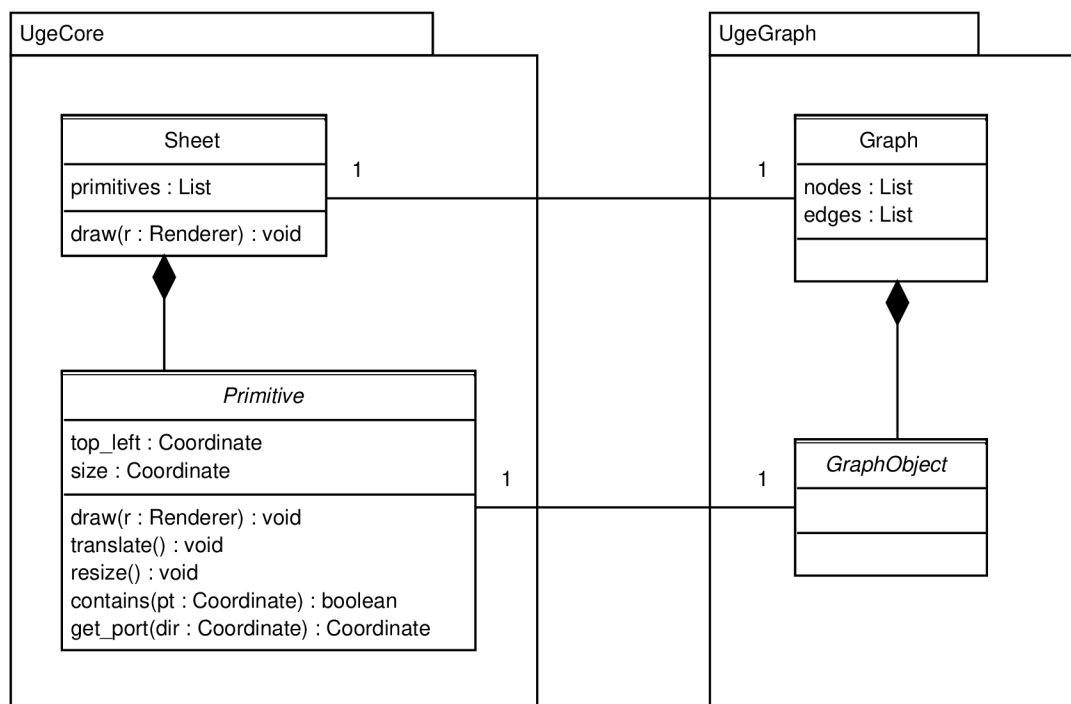 UgeCore
UgeGraph
Sheet
primitives : List
draw(r : Renderer) : void
1
1
Graph
nodes : List
edges : List
Primitive
top_left : Coordinate
size : Coordinate
draw(r : Renderer) : void
translate() : void
resize() : void
contains(pt : Coordinate) : boolean
get_port(dir : Coordinate) : Coordinate
1
1
GraphObject